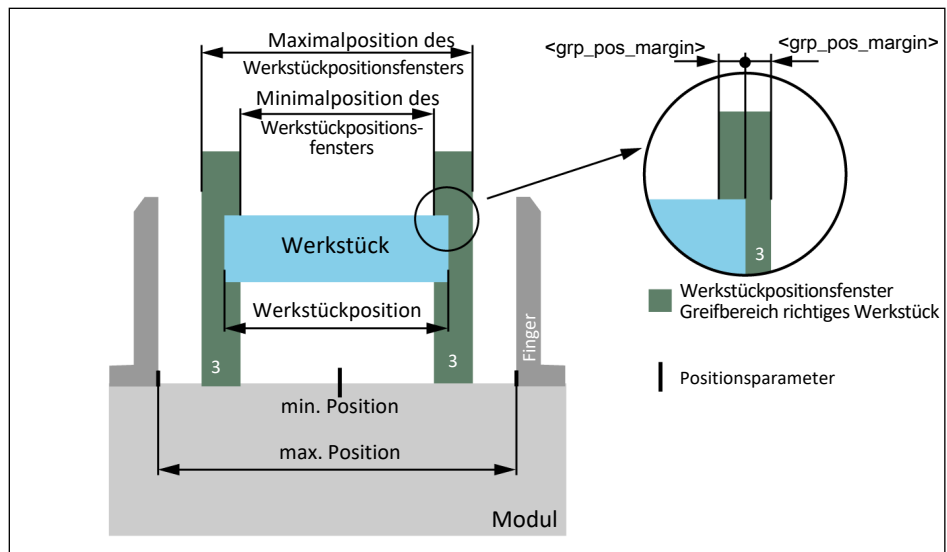 Maximalposition des
Werkstückpositionsfensters
Minimalposition des
Werkstückpositions-
fensters
<grp_pos_margin>
<grp_pos_margin>
Werkstück
3
Werkstückpositionsfenster
Greifbereich richtiges Werkstück
Werkstückposition
3
3
Finger
Positionsparameter
min. Position
max. Position
Modul